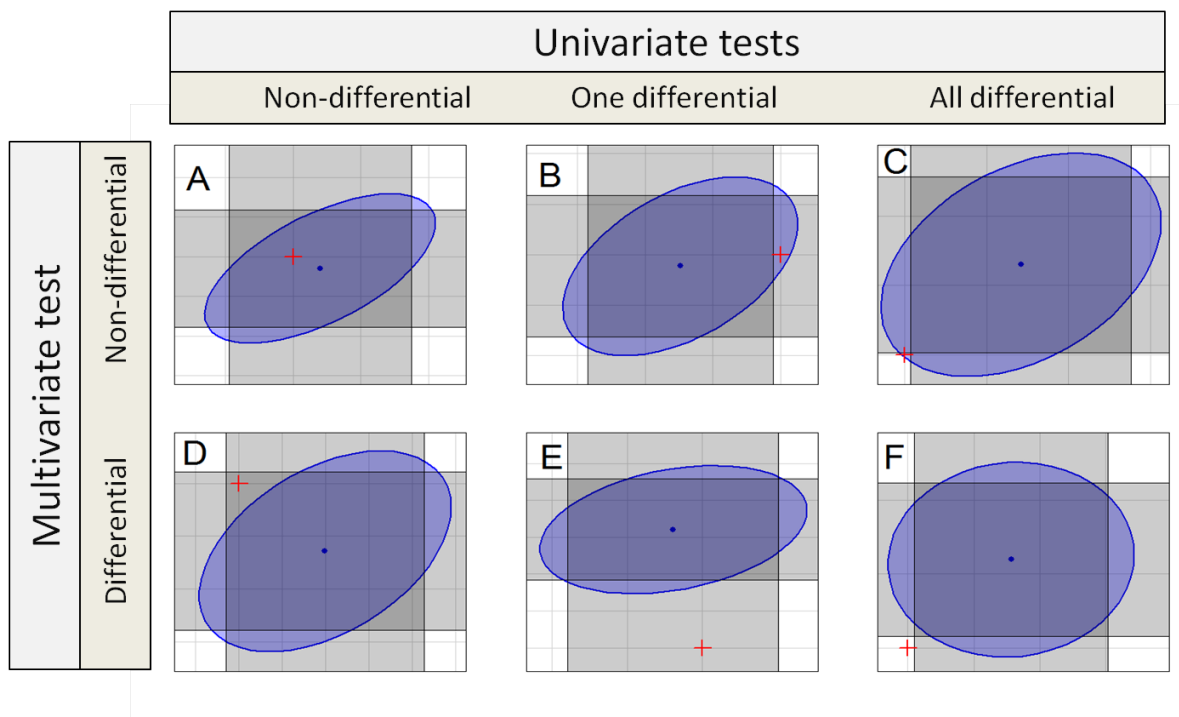 Univariate tests
Non-differential
One differential
All differential
Multivariate test
Non-differential
Differential
A
B
C
D
E
F